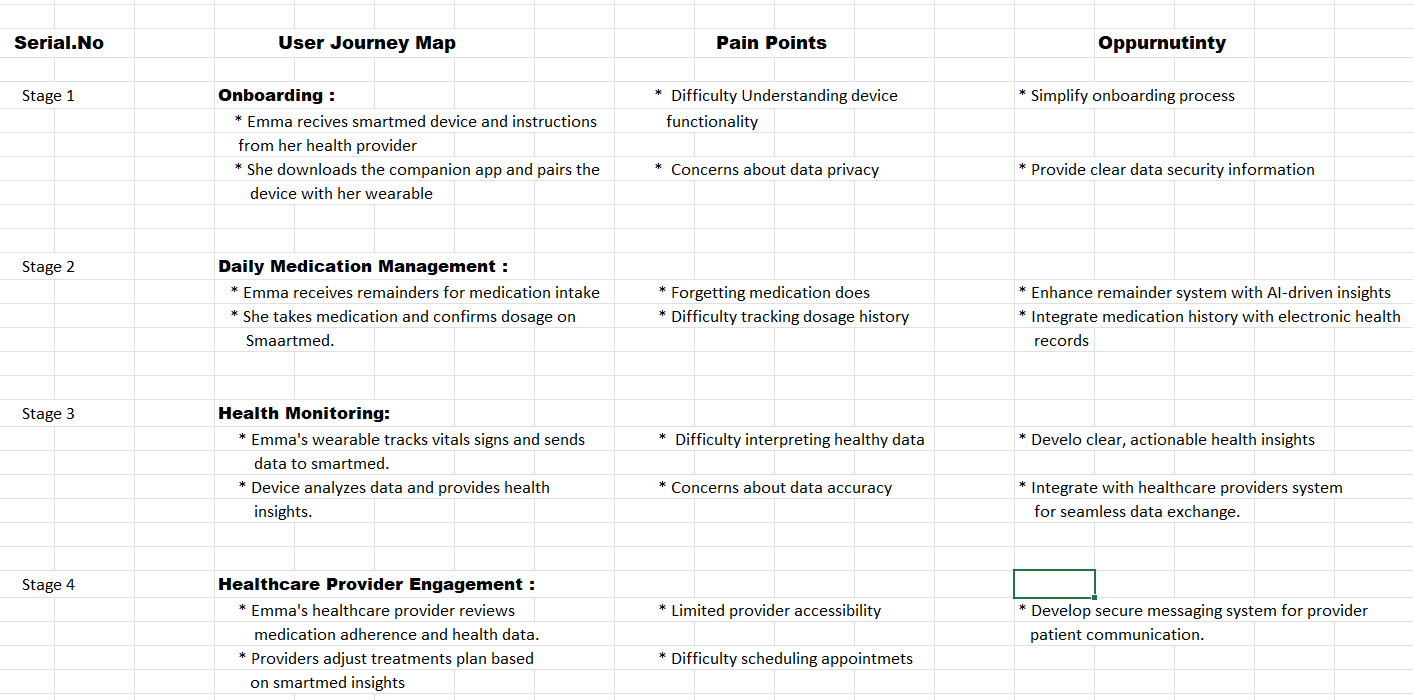 Serial.No User Journey Map Pain Points Oppurnutinty
Stage 1 Onboarding : * Difficulty Understanding device * Simplify onboarding process
* Emma recives smartmed device and instructions functionality
from her health provider
* She downloads the companion app and pairs the * Concerns about data privacy * Provide clear data security information
device with her wearable
Stage 2 Daily Medication Management :
* Emma receives remainders for medication intake * Forgetting medication does * Enhance remainder system with AI-driven insights
* She takes medication and confirms dosage on * Difficulty tracking dosage history * Integrate medication history with electronic health
Smaartmed. records
Stage 3 Health Monitoring:
* Emma's wearable tracks vitals signs and sends * Difficulty interpreting healthy data * Develo clear, actionable health insights
data to smartmed.
* Device analyzes data and provides health * Concerns about data accuracy * Integrate with healthcare providers system
insights. for seamless data exchange.
Stage 4 Healthcare Provider Engagement :
* Emma's healthcare provider reviews * Limited provider accessibility * Develop secure messaging system for provider
medication adherence and health data. patient communication.
* Providers adjust treatments plan based * Difficulty scheduling appointmets
on smartmed insights